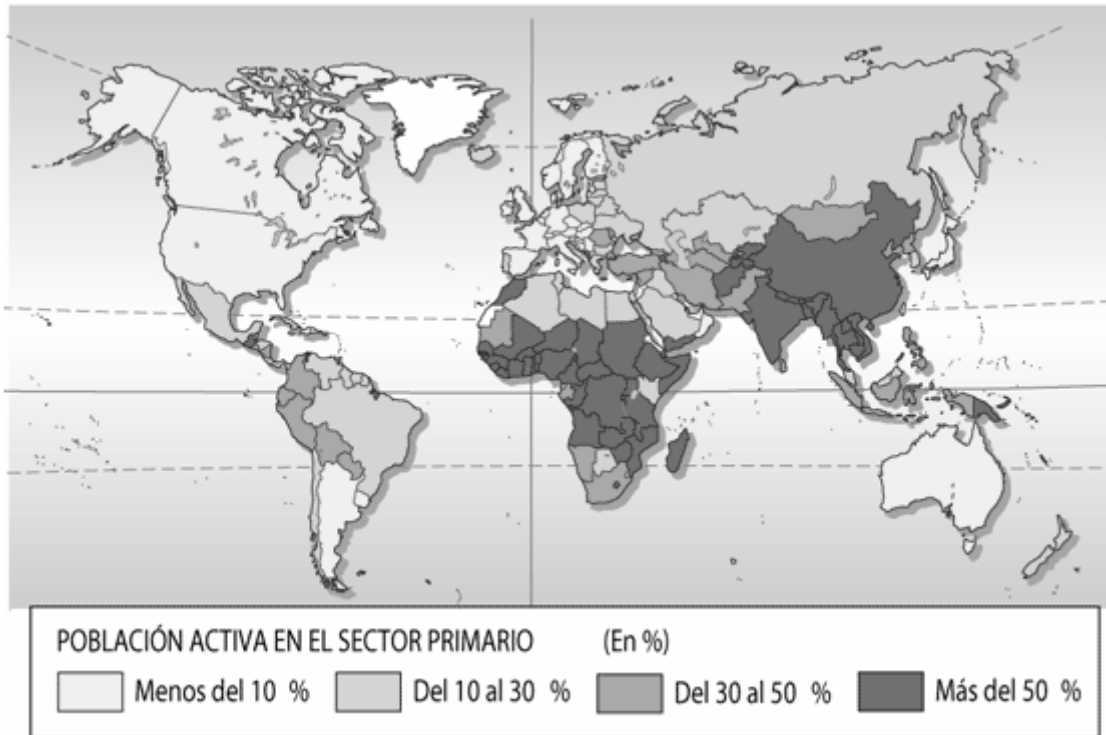 POBLACIÓN ACTIVA EN EL SECTOR PRIMARIO (En %)
Menos del 10 % Del 10 al 30 % Del 30 al 50 % Más del 50 %